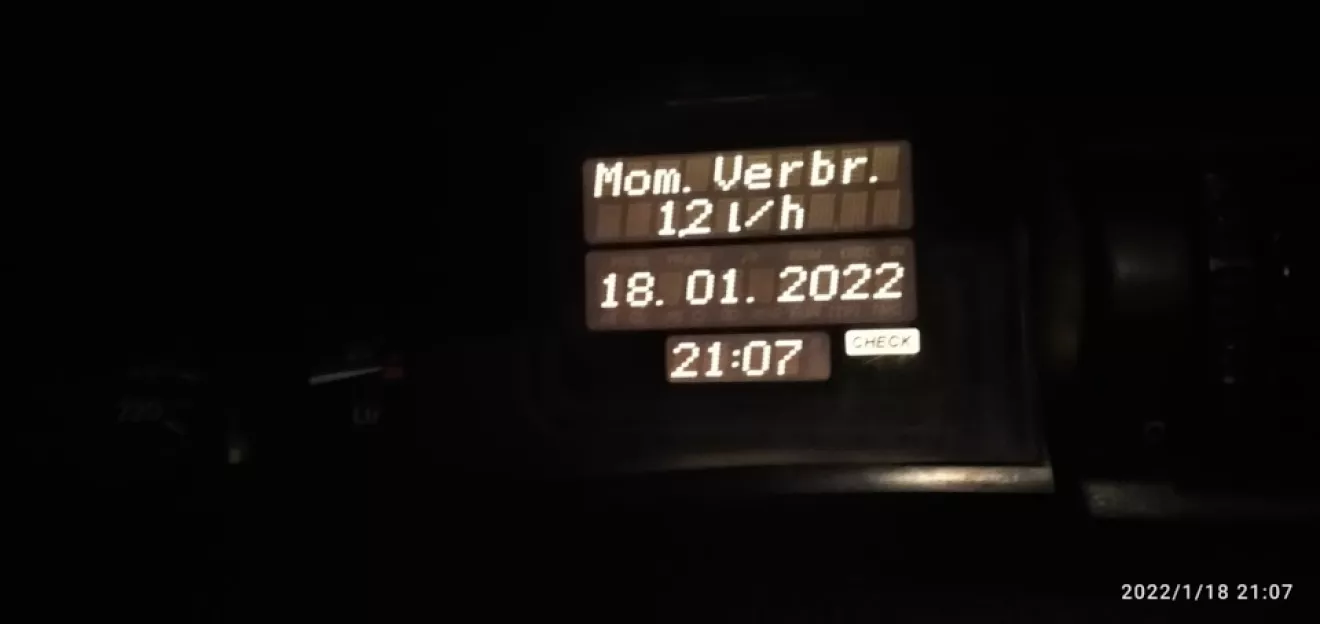 Mom. Verbr.
1,2 l/h
18. 01. 2022
21:07
CHECK
2022/1/18 21:07